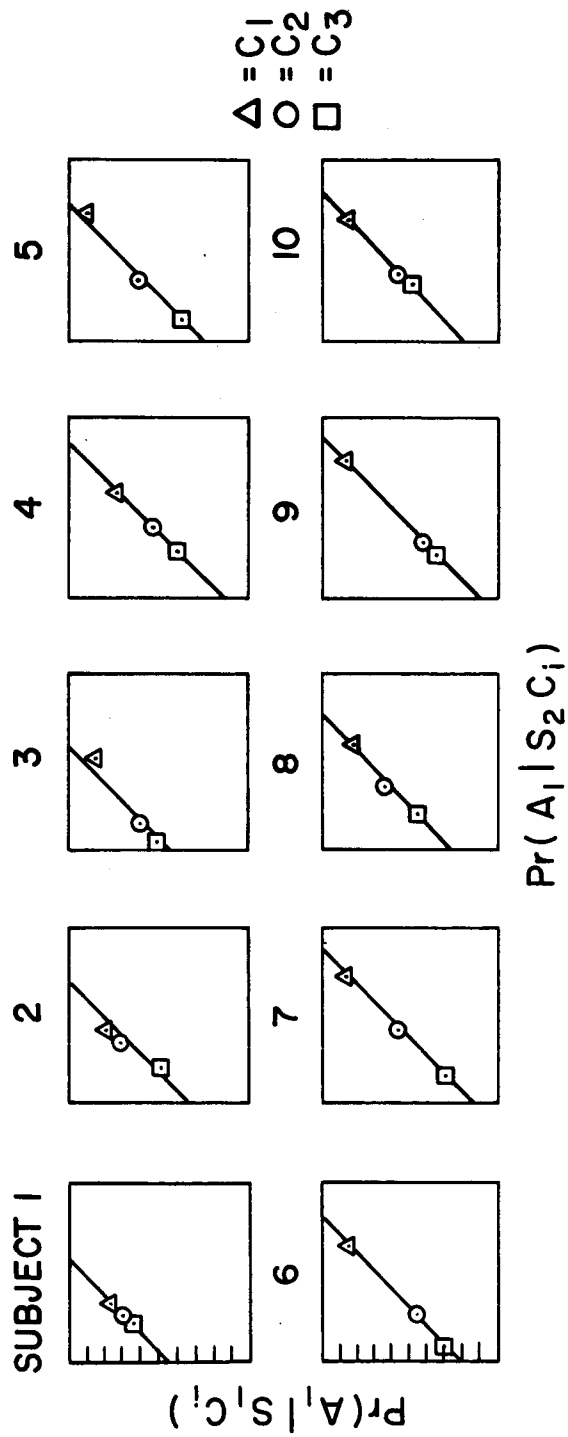 SUBJECT 1
2
3
4
5
6
7
8
9
10
Pr(A₁|S₁Cᵢ)
Pr(A₁|S₂Cᵢ)
△ = C1
○ = C2
□ = C3